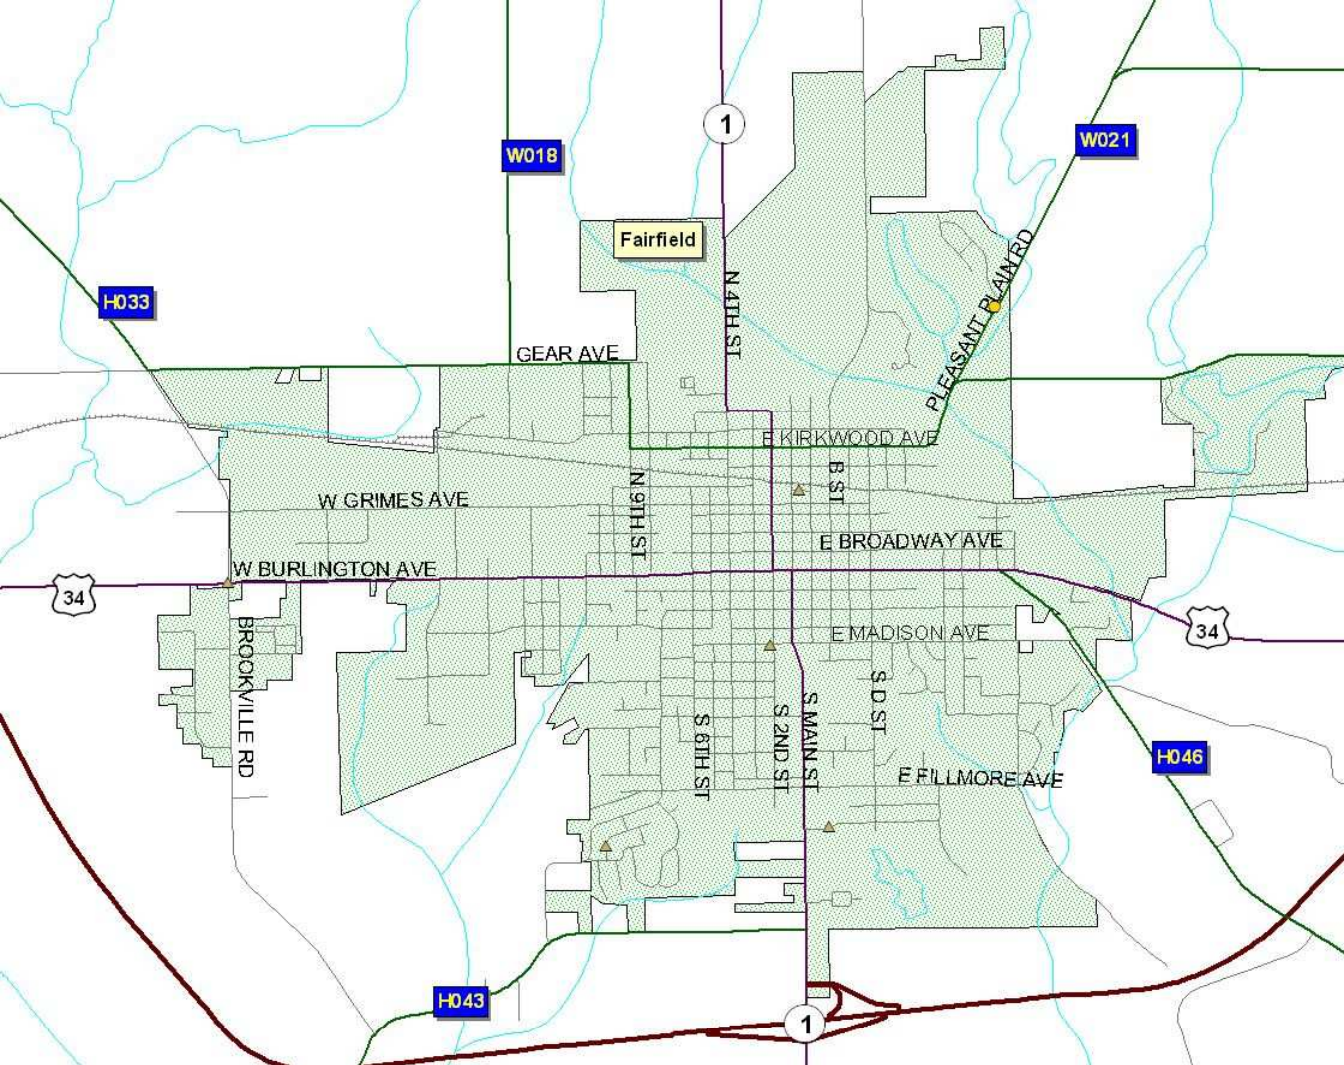 1
W021
W018
Fairfield
PLEASANT PLAIN RD
H033
N 4TH ST
GEAR AVE
E KIRKWOOD AVE
B ST
W GRIMES AVE
N 9TH ST
E BROADWAY AVE
W BURLINGTON AVE
34
34
E MADISON AVE
BROOKVILLE RD
S D ST
S 6TH ST
S 2ND ST
S MAIN ST
H046
E FILLMORE AVE
H043
1